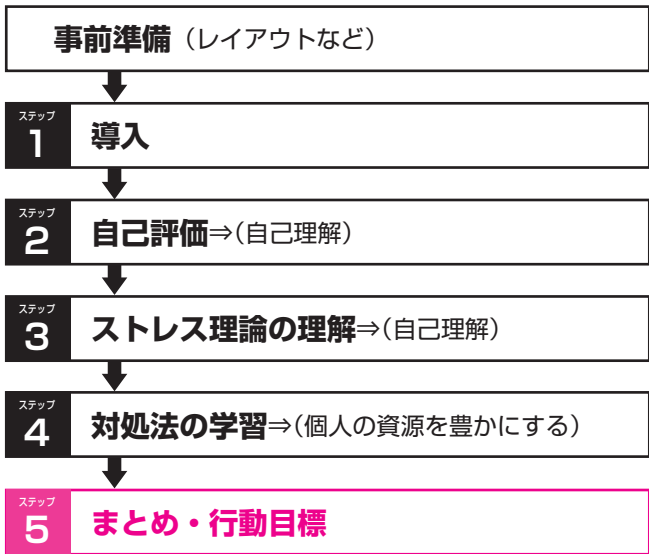 事前準備（レイアウトなど）
ステップ
1
導入
ステップ
2
自己評価⇒(自己理解）
ステップ
3
ストレス理論の理解⇒(自己理解）
ステップ
4
対処法の学習⇒(個人の資源を豊かにする）
ステップ
5
まとめ・行動目標